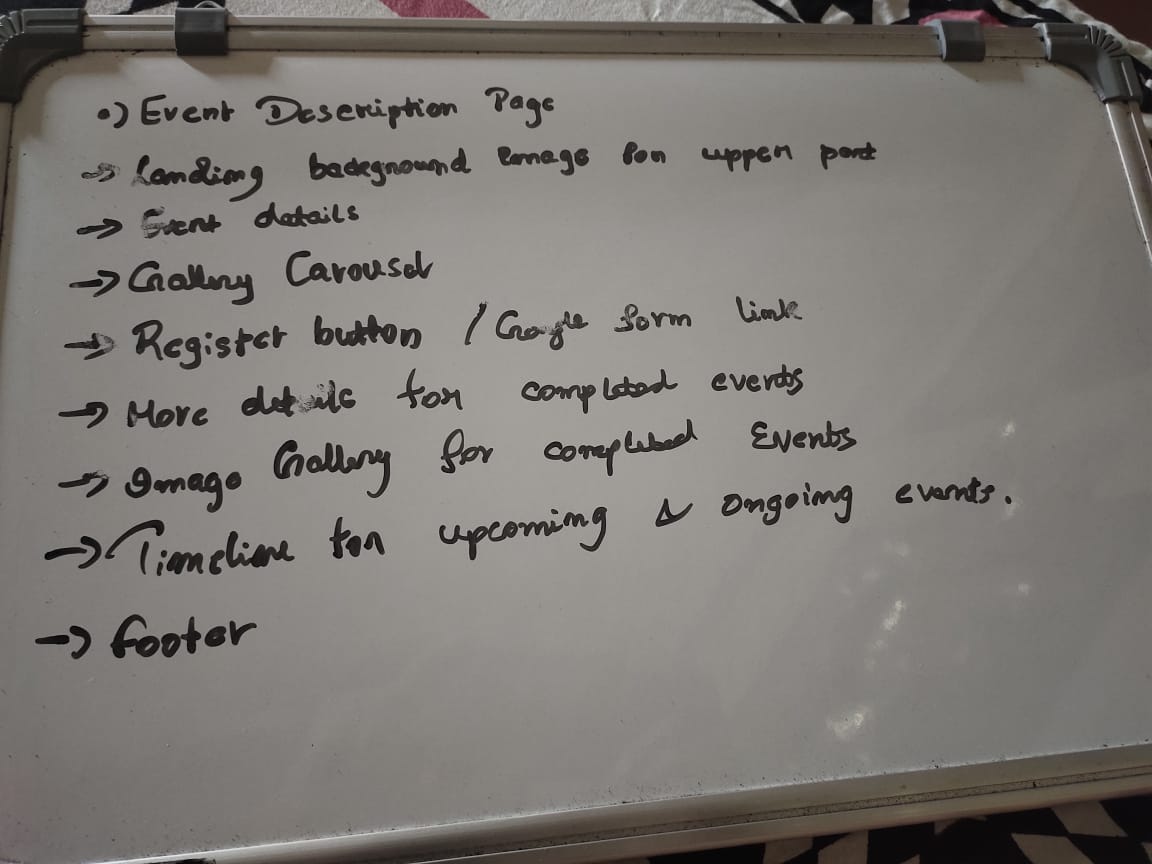 •) Event Description Page
→ Landing background Image for upper part
→ Event details
→ Gallery Carousel
→ Register button / Google form link
→ More details for completed events
→ Image Gallery for completed Events
→ Timeline for upcoming & ongoing events.
→ footer